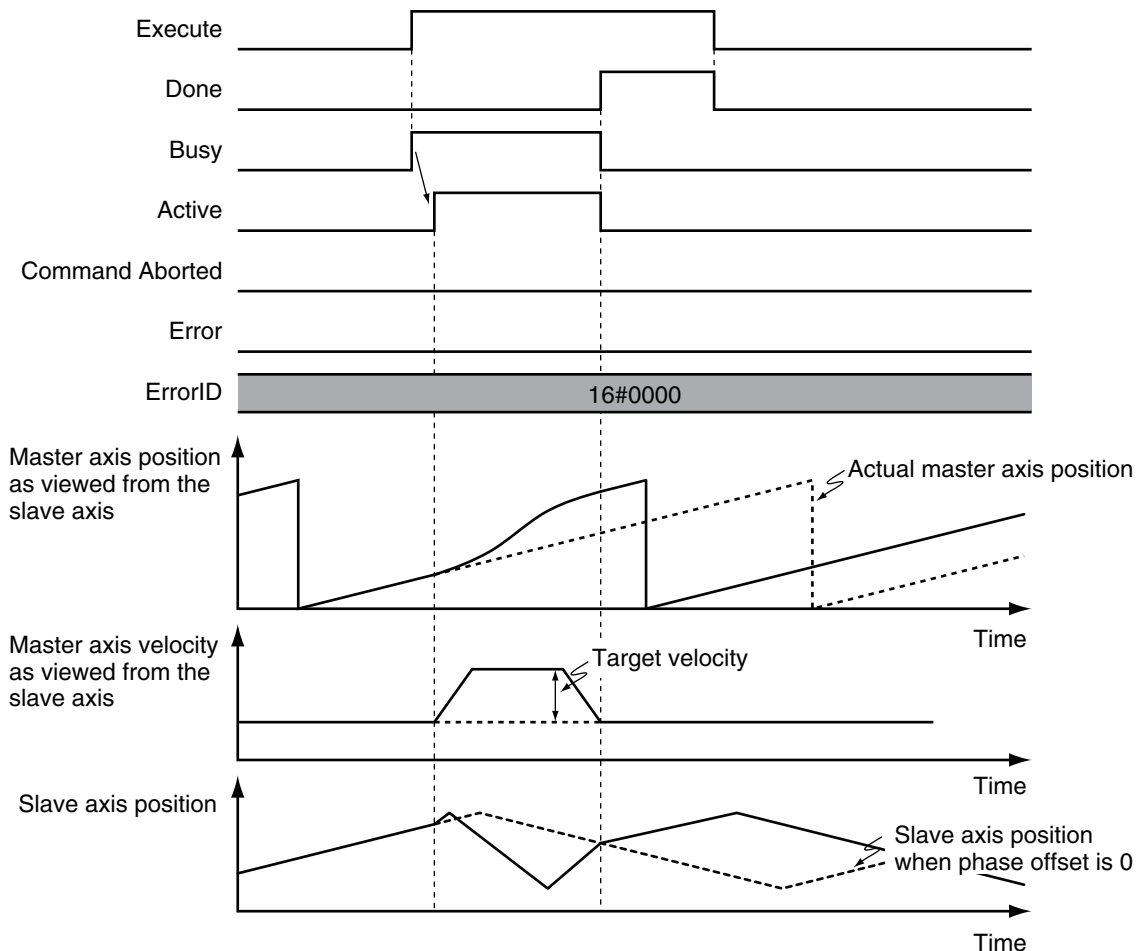 Execute
Done
Busy
Active
Command Aborted
Error
ErrorID
16#0000
Master axis position
as viewed from the
slave axis
Actual master axis position
Time
Master axis velocity
as viewed from the
slave axis
Target velocity
Time
Slave axis position
Slave axis position
when phase offset is 0
Time